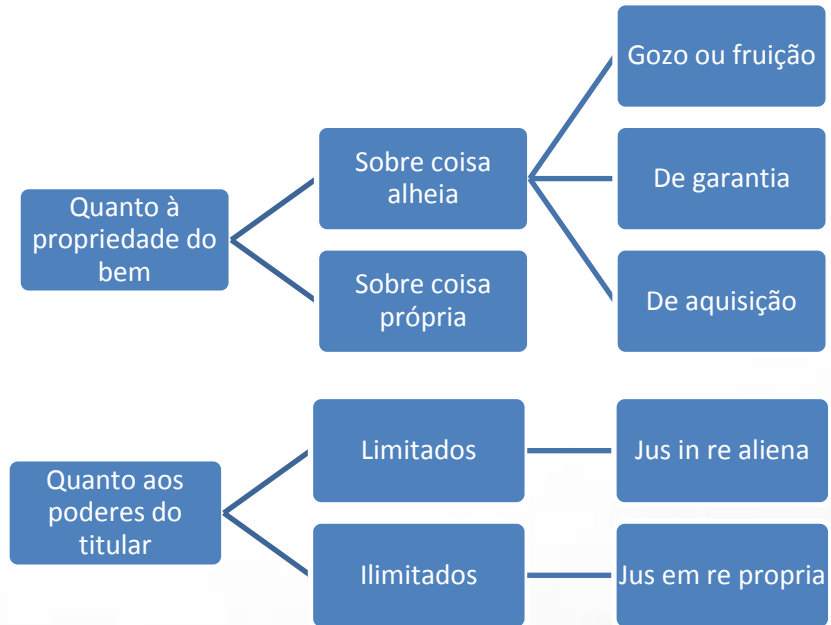 Quanto à
propriedade do
bem
Sobre coisa
alheia
Gozo ou fruição
De garantia
De aquisição
Sobre coisa
própria
Quanto aos
poderes do
titular
Limitados
Jus in re aliena
Ilimitados
Jus em re propria